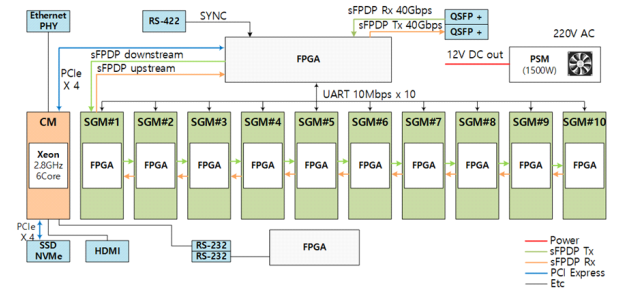 Ethernet
PHY
RS-422
SYNC
sFPDP Rx 40Gbps
sFPDP Tx 40Gbps
QSFP +
QSFP +
220V AC
12V DC out
PSM
(1500W)
FPGA
sFPDP downstream
sFPDP upstream
PCIe
X 4
UART 10Mbps x 10
CM
SGM#1
SGM#2
SGM#3
SGM#4
SGM#5
SGM#6
SGM#7
SGM#8
SGM#9
SGM#10
Xeon
2.8GHz
6Core
FPGA
FPGA
FPGA
FPGA
FPGA
FPGA
FPGA
FPGA
FPGA
FPGA
PCIe
X 4
SSD
NVMe
HDMI
RS-232
RS-232
FPGA
Power
sFPDP Tx
sFPDP Rx
PCI Express
Etc